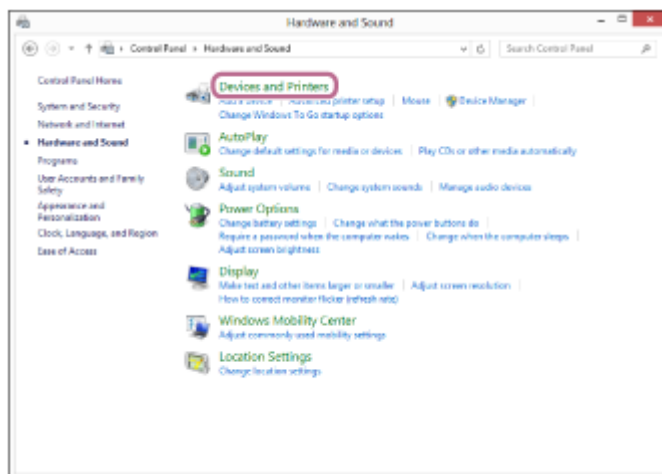 Hardware and Sound
Control Panel › Hardware and Sound
Search Control Panel
Control Panel Home
System and Security
Network and Internet
Hardware and Sound
Programs
User Accounts and Family
Safety
Appearance and
Personalization
Clock, Language, and Region
Ease of Access
Devices and Printers
Add a device | Advanced printer setup | Mouse | Device Manager
Change Windows To Go startup options
AutoPlay
Change default settings for media or devices | Play CDs or other media automatically
Sound
Adjust system volume | Change system sounds | Manage audio devices
Power Options
Change battery settings | Change what the power buttons do
Require a password when the computer wakes | Change when the computer sleeps
Adjust screen brightness
Display
Make text and other items larger or smaller | Adjust screen resolution
How to correct monitor flicker (refresh rate)
Windows Mobility Center
Adjust commonly used mobility settings
Location Settings
Change location settings